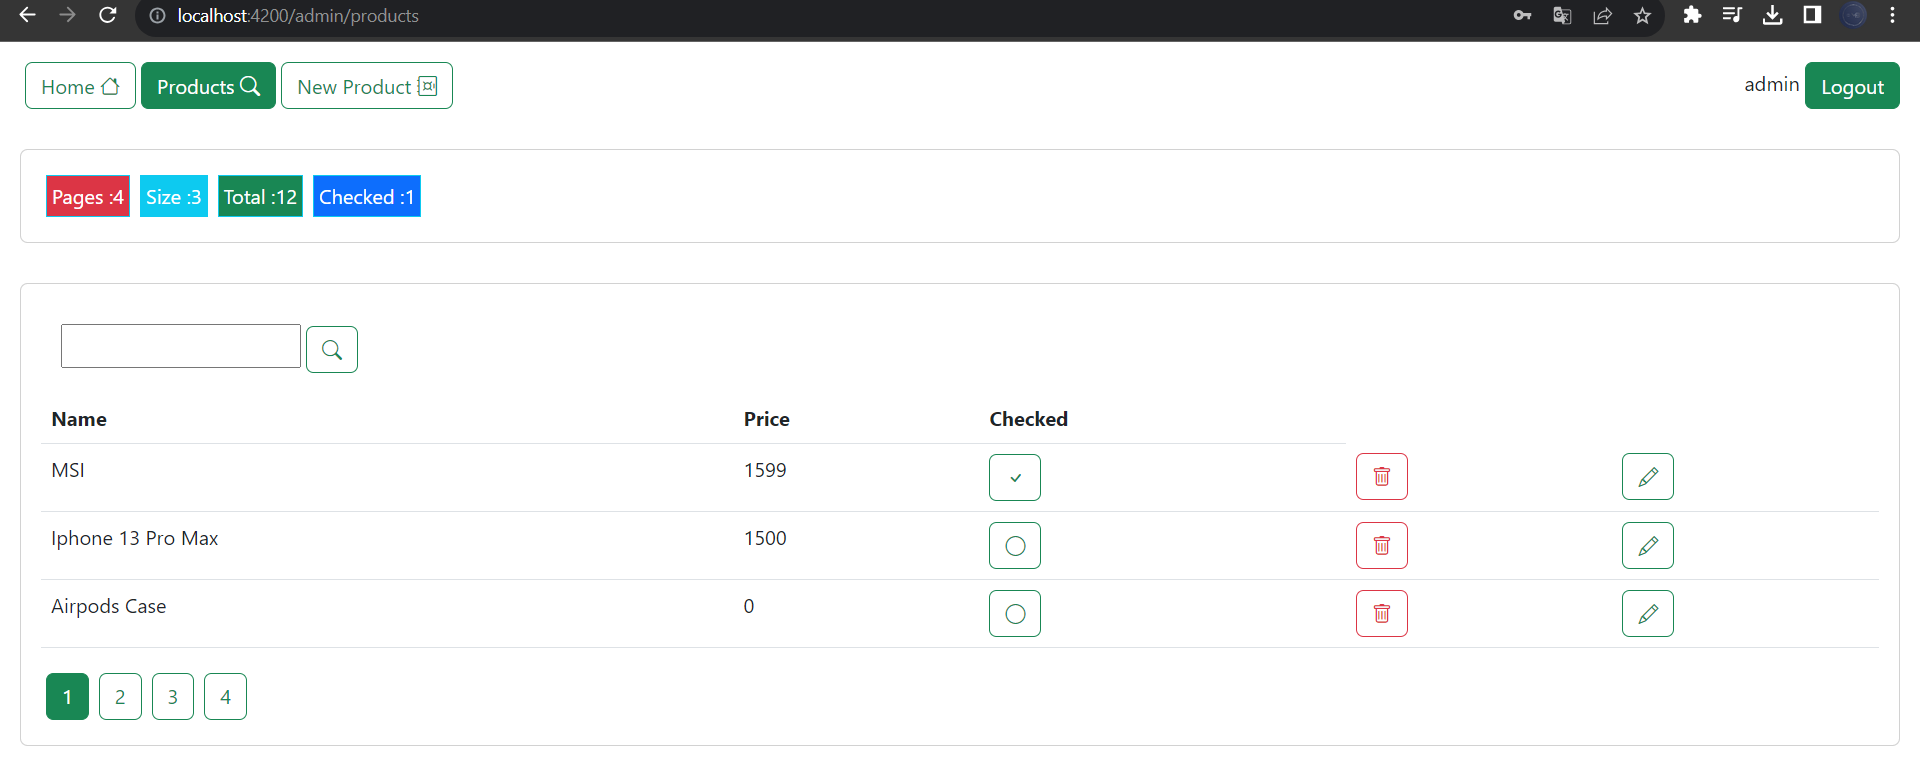 localhost:4200/admin/products
Home Products New Product admin Logout
Pages :4 Size :3 Total :12 Checked :1
Name Price Checked
MSI 1599
Iphone 13 Pro Max 1500
Airpods Case 0
1 2 3 4